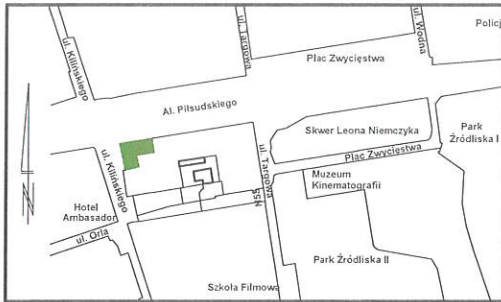 ul. Kilińskiego
ul. Targowa
ul. Wodna
Policj
Plac Zwycięstwa
Al. Piłsudskiego
Skwer Leona Niemczyka
Park
Źródliska I
ul. Kilińskiego
ul. Targowa
Plac Zwycięstwa
Muzeum
Kinematografii
N
Hotel
Ambasador
ul. Orla
Park Źródliska II
Szkoła Filmowa